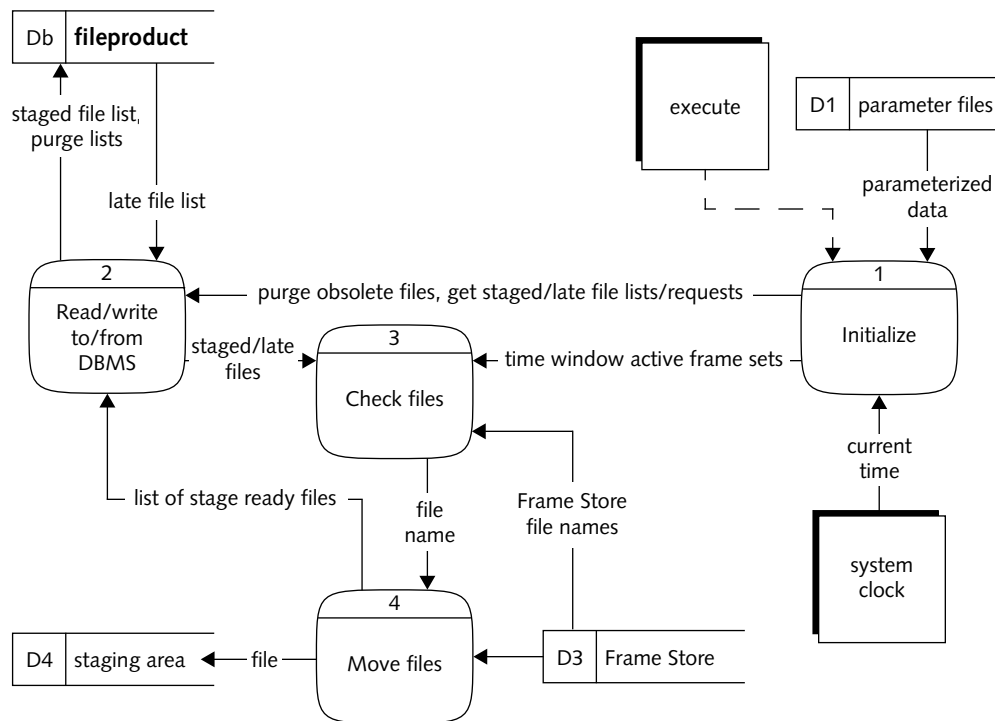 Db fileproduct
staged file list,
purge lists
late file list
execute
D1 parameter files
parameterized
data
2
Read/write
to/from
DBMS
purge obsolete files, get staged/late file lists/requests
1
Initialize
staged/late
files
3
Check files
time window active frame sets
current
time
list of stage ready files
file
name
Frame Store
file names
system
clock
4
Move files
D4 staging area
file
D3 Frame Store